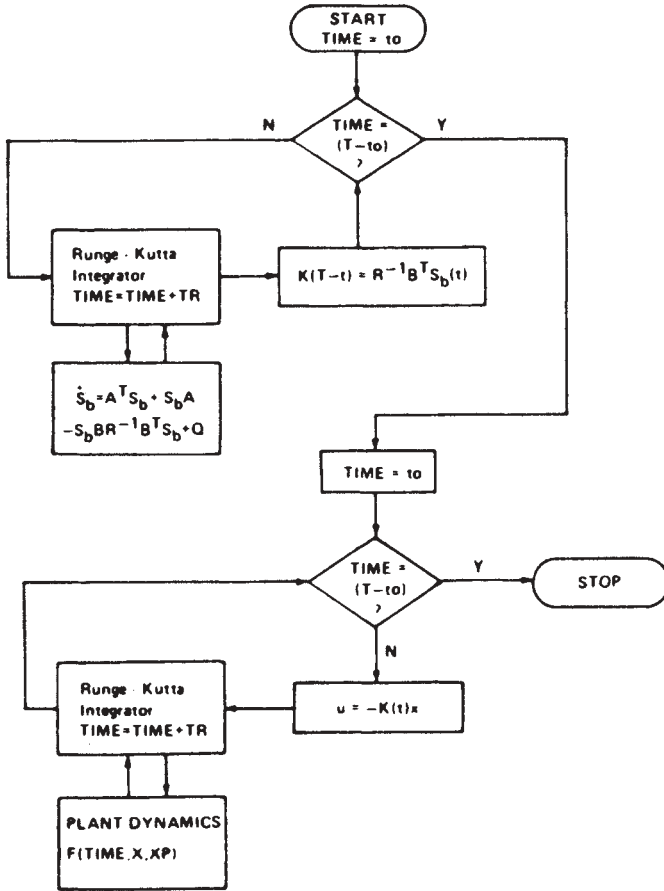 START
TIME = to
N
TIME =
(T-to)
?
Y
Runge - Kutta
Integrator
TIME=TIME+TR
K(T-t) = R⁻¹BᵀS_b(t)
Ṡ_b=AᵀS_b + S_bA
-S_bBR⁻¹BᵀS_b+Q
TIME = to
TIME =
(T-to)
?
Y
STOP
N
Runge - Kutta
Integrator
TIME=TIME+TR
u = -K(t)x
PLANT DYNAMICS
F(TIME,X,XP)